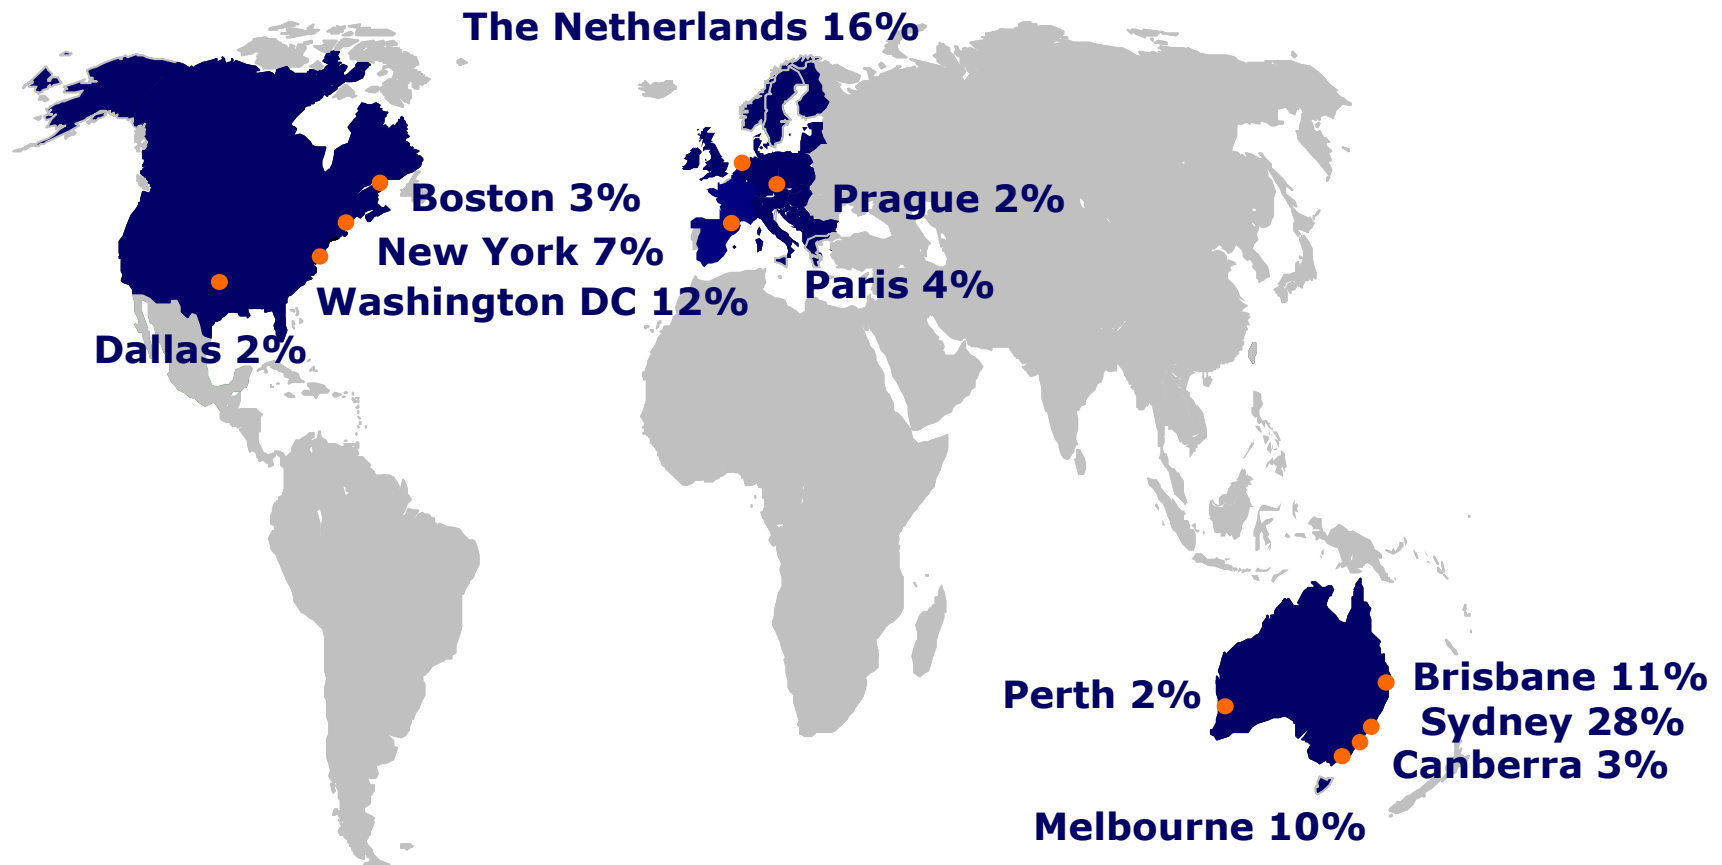 The Netherlands 16%
Boston 3%
Prague 2%
New York 7%
Paris 4%
Washington DC 12%
Dallas 2%
Brisbane 11%
Perth 2%
Sydney 28%
Canberra 3%
Melbourne 10%